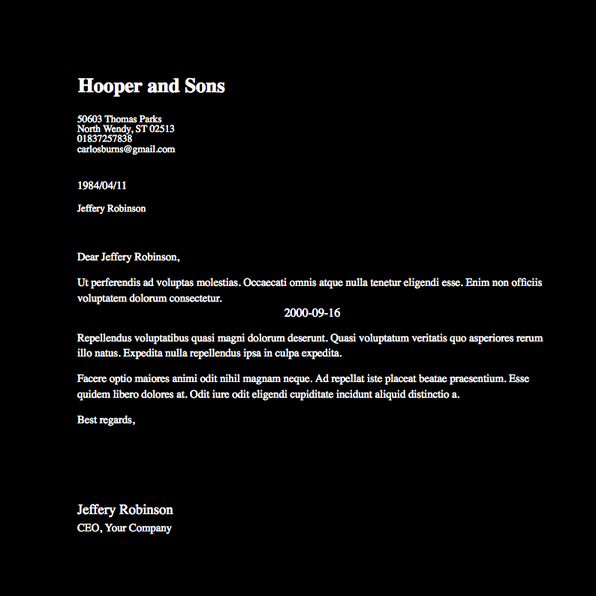 Hooper and Sons
50603 Thomas Parks
North Wendy, ST 02513
01837257838
carlosburns@gmail.com
1984/04/11
Jeffery Robinson
Dear Jeffery Robinson,
Ut perferendis ad voluptas molestias. Occaecati omnis atque nulla tenetur eligendi esse. Enim non officiis
voluptatem dolorum consectetur.
2000-09-16
Repellendus voluptatibus quasi magni dolorum deserunt. Quasi voluptatum veritatis quo asperiores rerum
illo natus. Expedita nulla repellendus ipsa in culpa expedita.
Facere optio maiores animi odit nihil magnam neque. Ad repellat iste placeat beatae praesentium. Esse
quidem libero dolores at. Odit iure odit eligendi cupiditate incidunt aliquid distinctio a.
Best regards,
Jeffery Robinson
CEO, Your Company